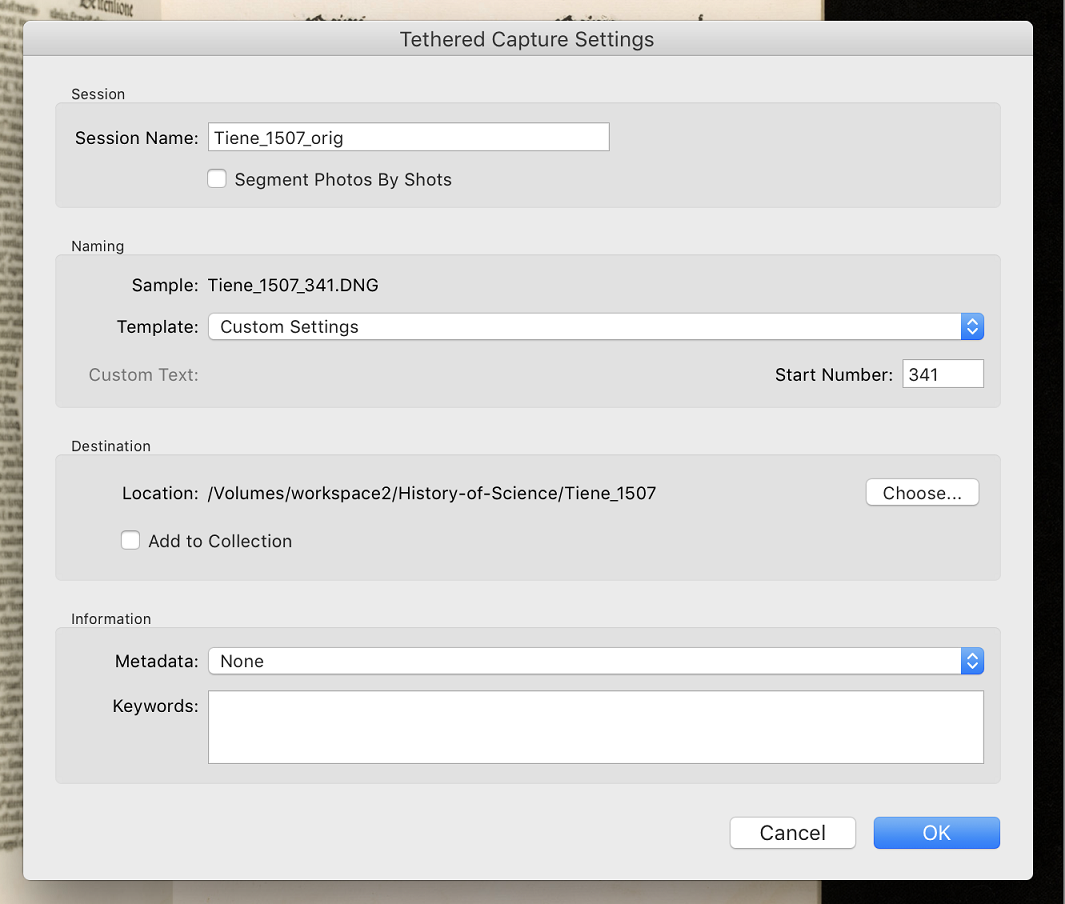 Tethered Capture Settings
Session
Session Name: Tiene_1507_orig
Segment Photos By Shots
Naming
Sample: Tiene_1507_341.DNG
Template: Custom Settings
Custom Text: Start Number: 341
Destination
Location: /Volumes/workspace2/History-of-Science/Tiene_1507 Choose...
Add to Collection
Information
Metadata: None
Keywords:
Cancel OK